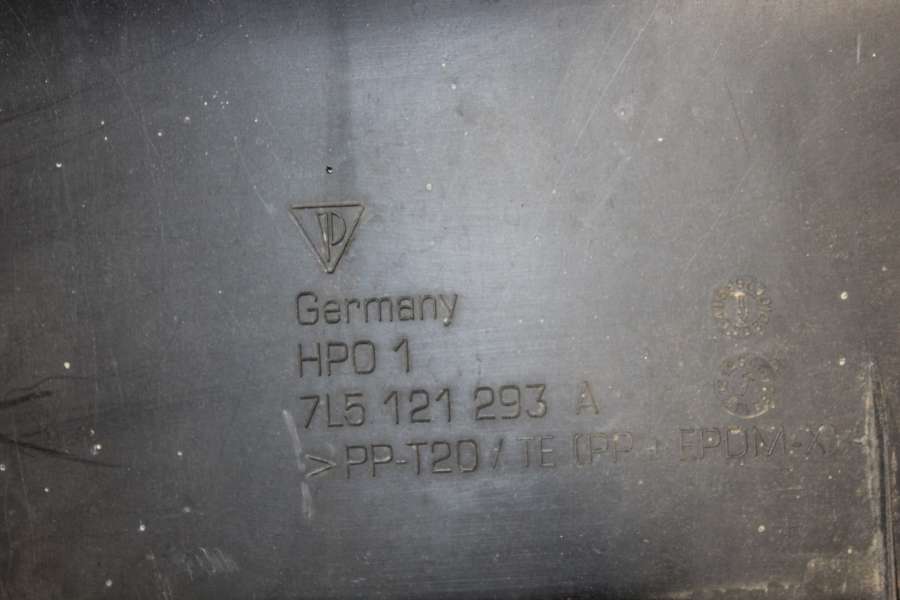 Germany
HPO 1
7L5 121 293 A
>PP-T20 / TE (PP + EPDM-X)